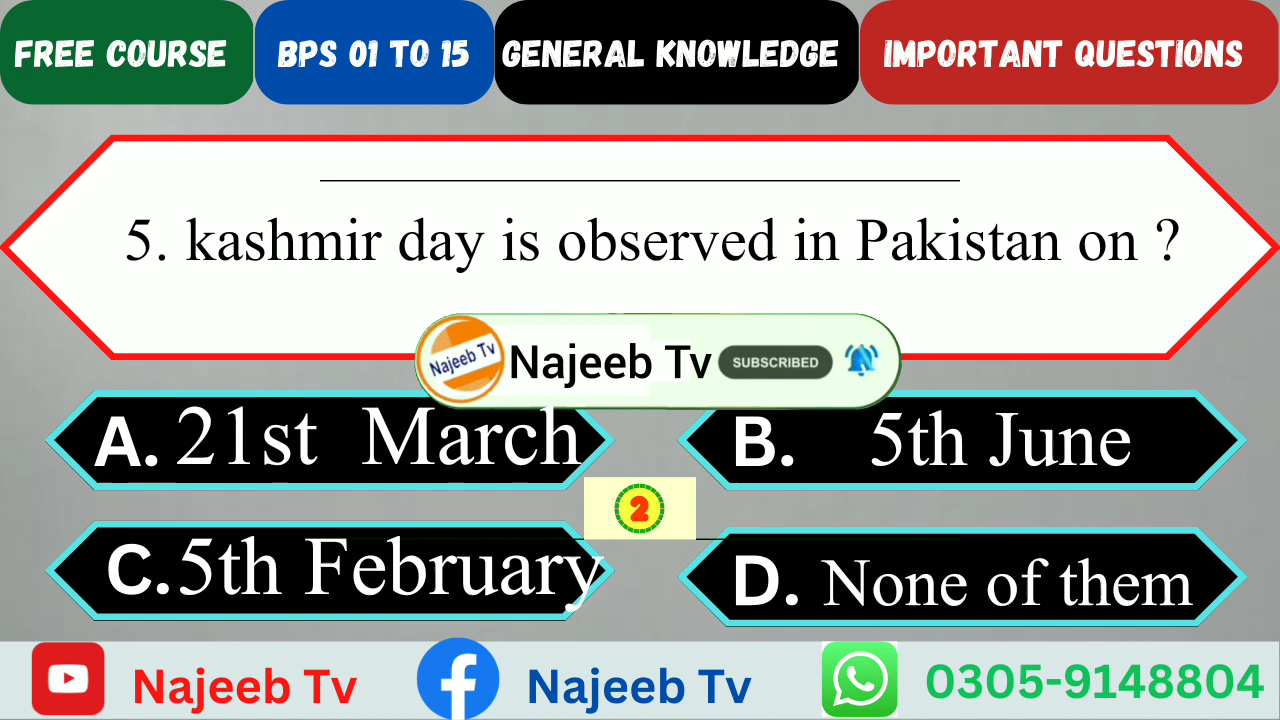 FREE COURSE
BPS 01 TO 15
GENERAL KNOWLEDGE
IMPORTANT QUESTIONS
5. kashmir day is observed in Pakistan on ?
Najeeb Tv
Najeeb Tv
SUBSCRIBED
A. 21st March
B. 5th June
2
C. 5th February
D. None of them
Najeeb Tv
Najeeb Tv
0305-9148804